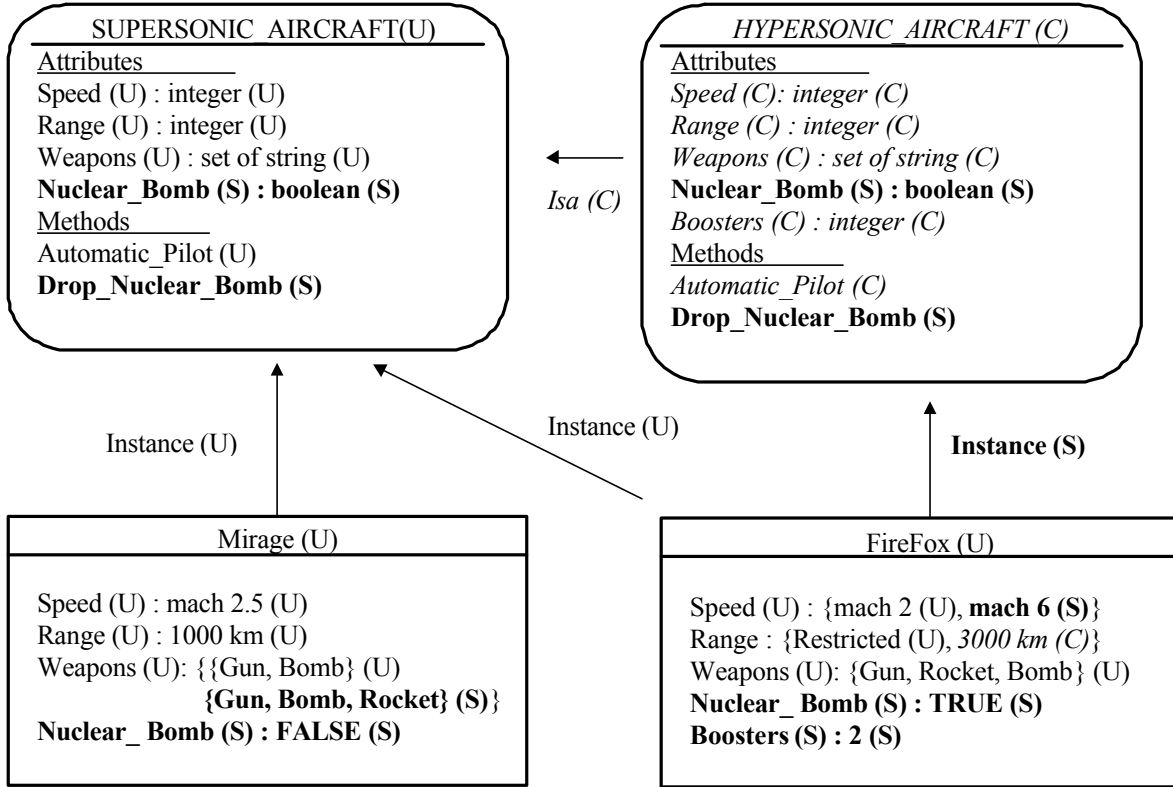 SUPERSONIC_AIRCRAFT(U)
Attributes
Speed (U) : integer (U)
Range (U) : integer (U)
Weapons (U) : set of string (U)
Nuclear_Bomb (S) : boolean (S)
Methods
Automatic_Pilot (U)
Drop_Nuclear_Bomb (S)
HYPERSONIC_AIRCRAFT (C)
Attributes
Speed (C): integer (C)
Range (C) : integer (C)
Weapons (C) : set of string (C)
Nuclear_Bomb (S) : boolean (S)
Boosters (C) : integer (C)
Methods
Automatic_Pilot (C)
Drop_Nuclear_Bomb (S)
Isa (C)
Instance (U)
Instance (U)
Instance (S)
Mirage (U)
Speed (U) : mach 2.5 (U)
Range (U) : 1000 km (U)
Weapons (U): {{Gun, Bomb} (U)
{Gun, Bomb, Rocket} (S)}
Nuclear_ Bomb (S) : FALSE (S)
FireFox (U)
Speed (U) : {mach 2 (U), mach 6 (S)}
Range : {Restricted (U), 3000 km (C)}
Weapons (U): {Gun, Rocket, Bomb} (U)
Nuclear_ Bomb (S) : TRUE (S)
Boosters (S) : 2 (S)